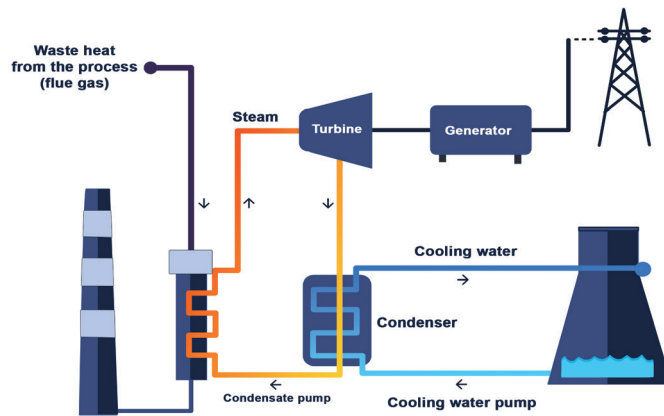 Waste heat
from the process
(flue gas)
Steam
Turbine
Generator
Cooling water
Condenser
Condensate pump
Cooling water pump